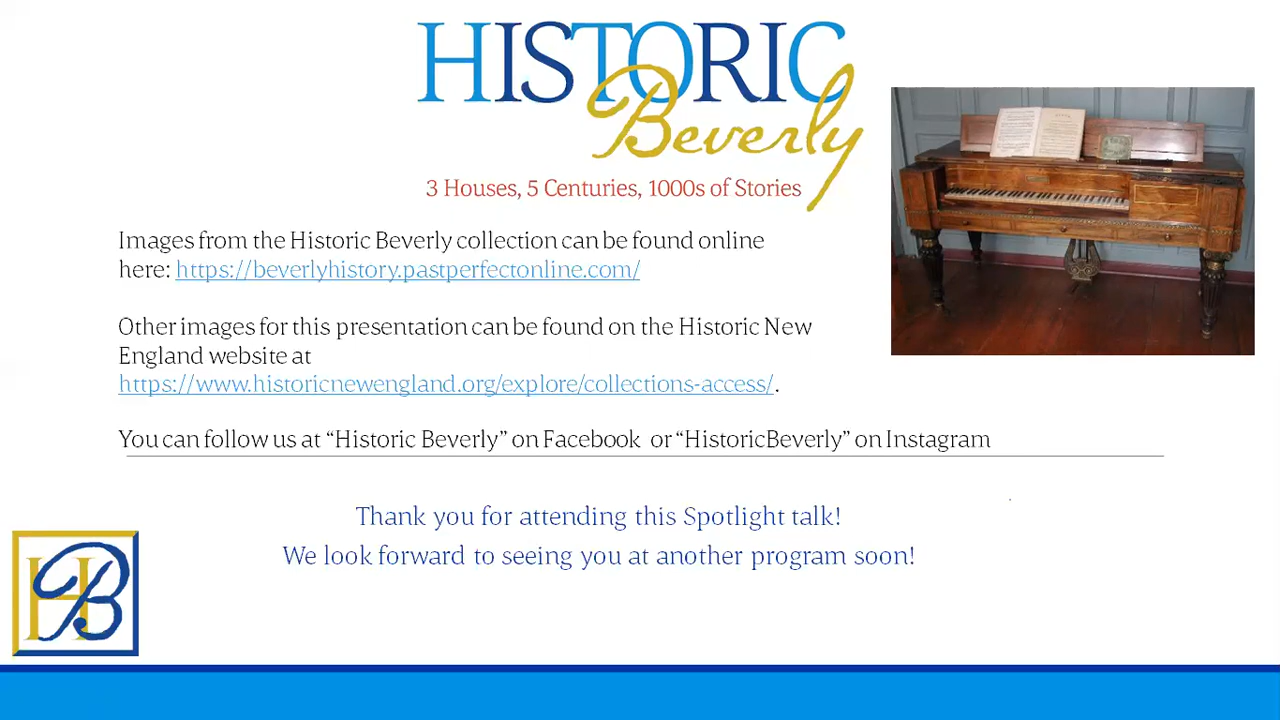 HISTORIC
Beverly
3 Houses, 5 Centuries, 1000s of Stories
Images from the Historic Beverly collection can be found online
here: https://beverlyhistory.pastperfectonline.com/
Other images for this presentation can be found on the Historic New
England website at
https://www.historicnewengland.org/explore/collections-access/.
You can follow us at “Historic Beverly” on Facebook or “HistoricBeverly” on Instagram
Thank you for attending this Spotlight talk!
We look forward to seeing you at another program soon!
HB